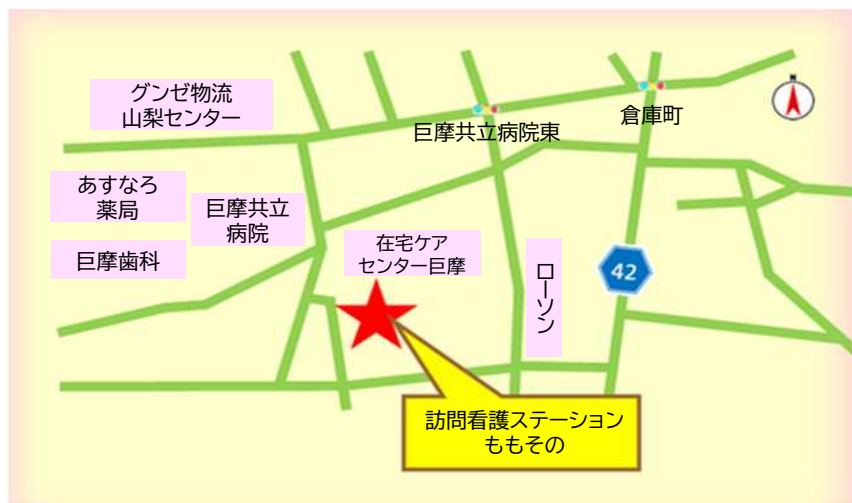 グンゼ物流
山梨センター
巨摩共立病院東
倉庫町
N
あすなろ
薬局
巨摩共立
病院
巨摩歯科
在宅ケア
センター巨摩
ローソン
42
訪問看護ステーション
ももその